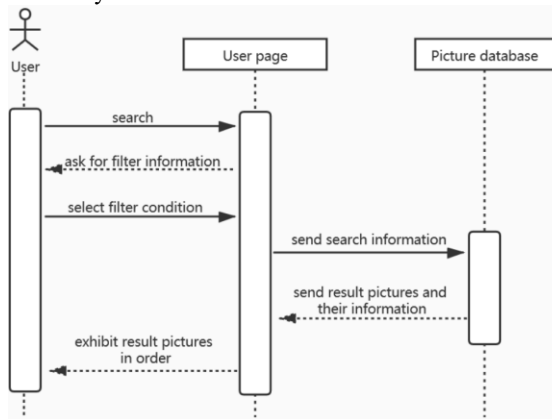 User
User page
Picture database
search
ask for filter information
select filter condition
send search information
send result pictures and
their information
exhibit result pictures
in order